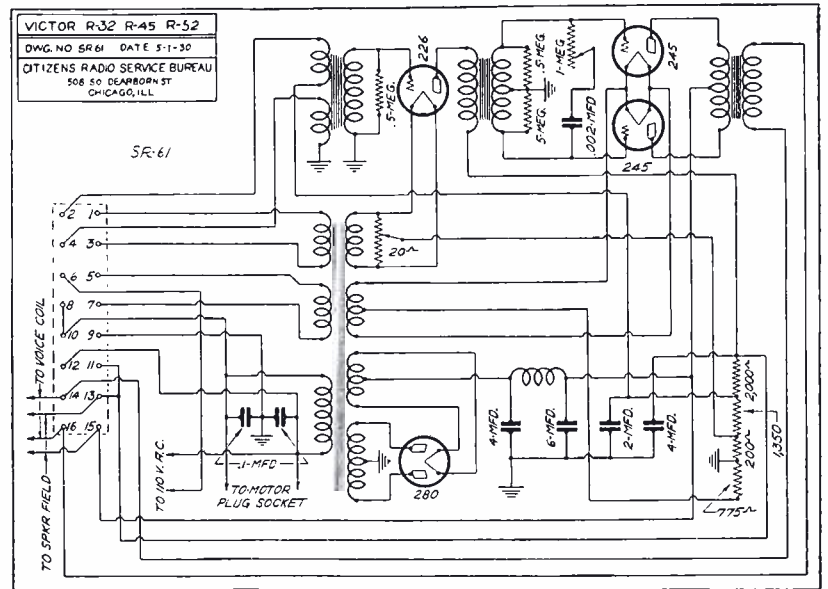 VICTOR R-32 R-45 R-52
DWG. NO SR61 DATE 5-1-30
CITIZENS RADIO SERVICE BUREAU
508 SO DEARBORN ST
CHICAGO, ILL
SR-61
226
.5-MEG.
.5-MEG.
.5-MEG.
.1-MEG
.002-MFD
245
245
2 1
4 3
6 5
8 7
10 9
12 11
14 13
16 15
20~
TO VOICE COIL
TO SPKR FIELD
TO 110 V. A.C.
.1-MFD
TO MOTOR
PLUG SOCKET
280
4-MFD.
6-MFD.
2-MFD.
4-MFD.
2,000~
200~
1,350
775~